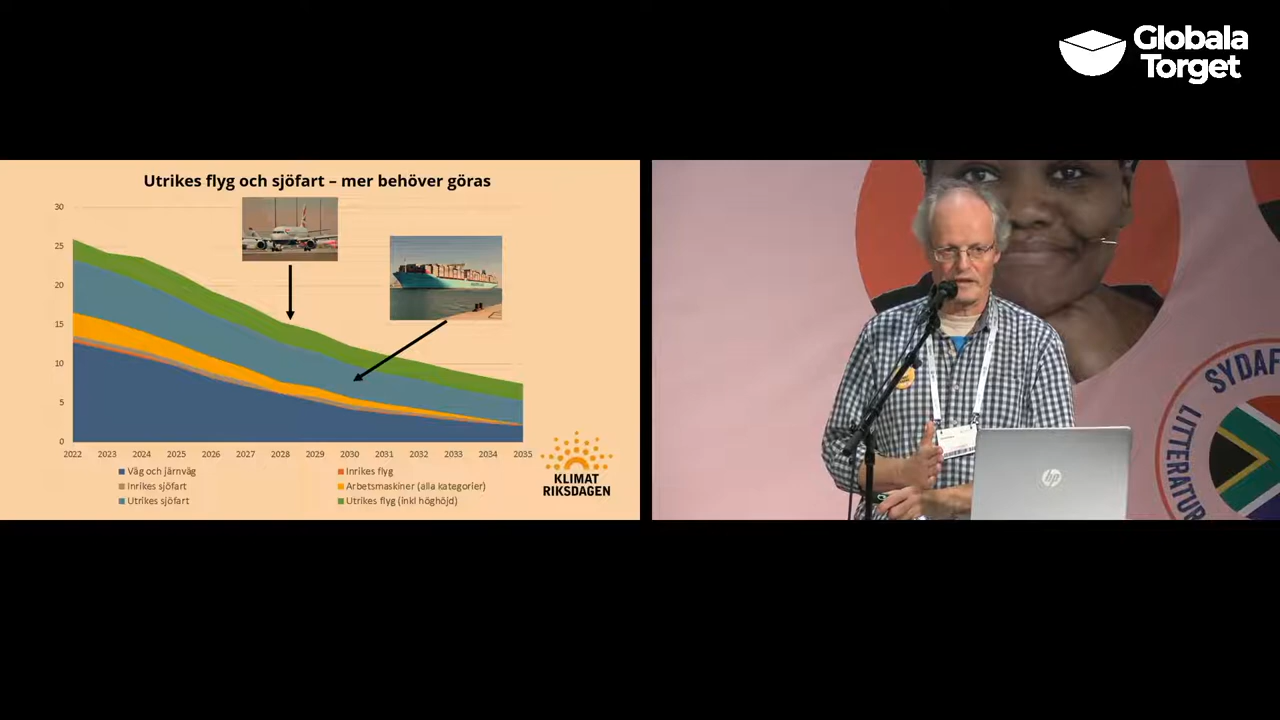 Globala
Torget
Utrikes flyg och sjöfart – mer behöver göras
30
25
20
15
10
5
0
2022 2023 2024 2025 2026 2027 2028 2029 2030 2031 2032 2033 2034 2035
Väg och järnväg
Inrikes flyg
Inrikes sjöfart
Arbetsmaskiner (alla kategorier)
Utrikes sjöfart
Utrikes flyg (inkl höghöjd)
KLIMAT
RIKSDAGEN
SYDAF
LITTERATUR
hp